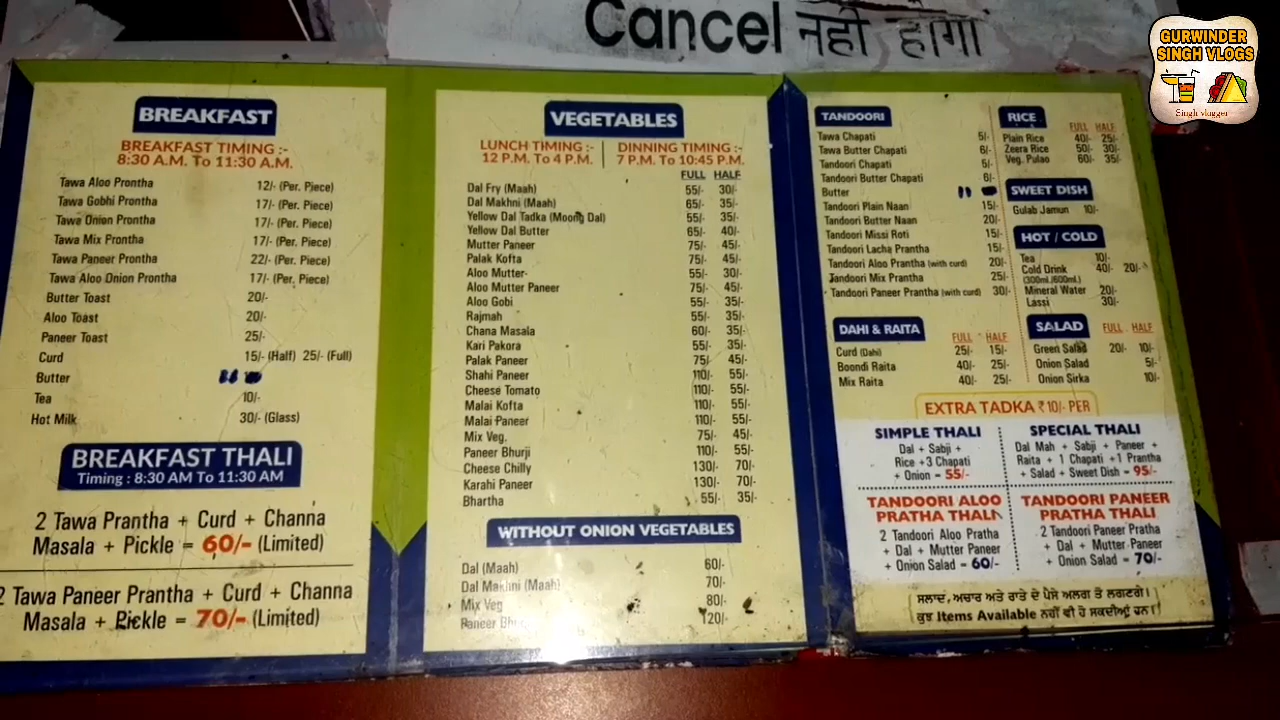 Cancel नहीं होगा
GURWINDER
SINGH VLOGS
Singh vlogger
BREAKFAST
BREAKFAST TIMING :-
8:30 A.M. To 11:30 A.M.
Tawa Aloo Prontha 12/- (Per. Piece)
Tawa Gobhi Prontha 17/- (Per. Piece)
Tawa Onion Prontha 17/- (Per. Piece)
Tawa Mix Prontha 17/- (Per. Piece)
Tawa Paneer Prontha 22/- (Per. Piece)
Tawa Aloo Onion Prontha 17/- (Per. Piece)
Butter Toast 20/-
Aloo Toast 20/-
Paneer Toast 25/-
Curd 15/- (Half) 25/- (Full)
Butter
Tea 10/-
Hot Milk 30/- (Glass)
BREAKFAST THALI
Timing : 8:30 AM To 11:30 AM
2 Tawa Prantha + Curd + Channa
Masala + Pickle = 60/- (Limited)
2 Tawa Paneer Prantha + Curd + Channa
Masala + Pickle = 70/- (Limited)
VEGETABLES
LUNCH TIMING :- DINNING TIMING :-
12 P.M. To 4 P.M. 7 P.M. To 10:45 P.M.
FULL HALF
Dal Fry (Maah) 55/- 30/-
Dal Makhni (Maah) 65/- 35/-
Yellow Dal Tadka (Moong Dal) 55/- 35/-
Yellow Dal Butter 65/- 40/-
Mutter Paneer 75/- 45/-
Palak Kofta 75/- 45/-
Aloo Mutter 55/- 30/-
Aloo Mutter Paneer 75/- 45/-
Aloo Gobi 55/- 35/-
Rajmah 55/- 35/-
Chana Masala 60/- 35/-
Kari Pakora 55/- 35/-
Palak Paneer 75/- 45/-
Shahi Paneer 110/- 55/-
Cheese Tomato 110/- 55/-
Malai Kofta 110/- 55/-
Malai Paneer 110/- 55/-
Mix Veg. 75/- 45/-
Paneer Bhurji 110/- 55/-
Cheese Chilly 130/- 70/-
Karahi Paneer 130/- 70/-
Bhartha 55/- 35/-
WITHOUT ONION VEGETABLES
Dal (Maah) 60/-
Dal Makhni (Maah) 70/-
Mix Veg 80/-
Paneer 120/-
TANDOORI
Tawa Chapati 5/-
Tawa Butter Chapati 6/-
Tandoori Chapati 5/-
Tandoori Butter Chapati 6/-
Butter
Tandoori Plain Naan 15/-
Tandoori Butter Naan 20/-
Tandoori Missi Roti 15/-
Tandoori Lacha Prantha 15/-
Tandoori Aloo Prantha (with curd) 20/-
Tandoori Mix Prantha 25/-
Tandoori Paneer Prantha (with curd) 30/-
DAHI & RAITA FULL HALF
Curd (Dahi) 25/- 15/-
Boondi Raita 40/- 25/-
Mix Raita 40/- 25/-
RICE FULL HALF
Plain Rice 40/- 25/-
Zeera Rice 50/- 30/-
Veg. Pulao 60/- 35/-
SWEET DISH
Gulab Jamun 10/-
HOT / COLD
Tea 10/-
Cold Drink 40/- 20/-
(300ml./600ml.)
Mineral Water 20/-
Lassi 30/-
SALAD FULL HALF
Green Salad 20/- 10/-
Onion Salad 5/-
Onion Sirka 10/-
EXTRA TADKA ₹ 10/- PER
SIMPLE THALI
Dal + Sabji +
Rice +3 Chapati
+ Onion = 55/-
SPECIAL THALI
Dal Mah + Sabji + Paneer +
Raita + 1 Chapati +1 Prantha
+ Salad + Sweet Dish = 95/-
TANDOORI ALOO
PRATHA THALI
2 Tandoori Aloo Pratha
+ Dal + Mutter Paneer
+ Onion Salad = 60/-
TANDOORI PANEER
PRATHA THALI
2 Tandoori Paneer Pratha
+ Dal + Mutter Paneer
+ Onion Salad = 70/-
ਸਲਾਦ, ਅਚਾਰ ਅਤੇ ਰਾਤੇ ਦੇ ਪੈਸੇ ਅਲਗ ਤੋਂ ਲਗਣਗੇ।
ਕੁਝ Items Available ਨਹੀਂ ਵੀ ਹੋ ਸਕਦੀਆਂ ਹਨ।